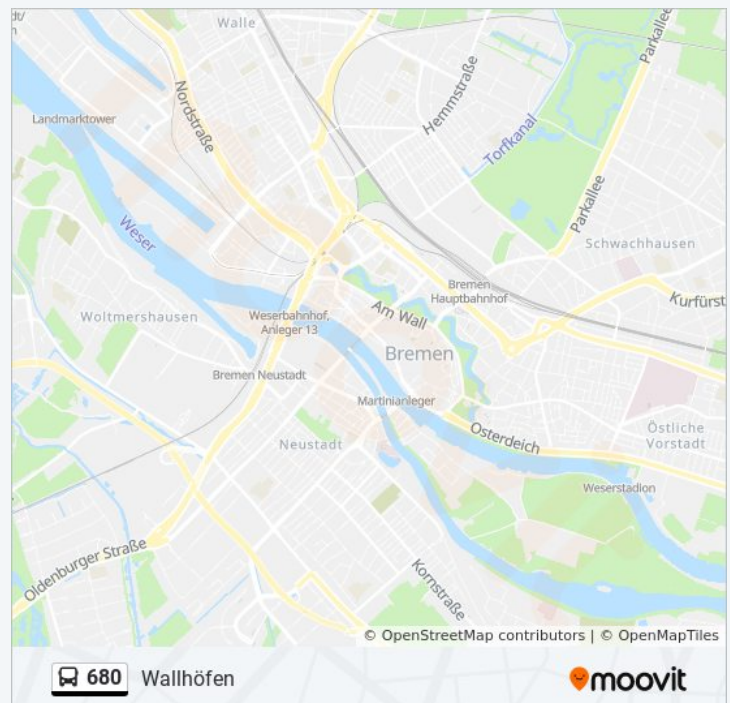 dt/
n
Walle
Parkallee
Hemmstraße
Nordstraße
Landmarktower
Torfkanal
Parkallee
Weser
Schwachhausen
Bremen
Hauptbahnhof
Kurfürst
Woltmershausen
Weserbahnhof,
Anleger 13
Am Wall
Bremen
Bremen Neustadt
Martinianleger
Östliche
Vorstadt
Neustadt
Osterdeich
Weserstadion
Oldenburger Straße
Kornstraße
© OpenStreetMap contributors | © OpenMapTiles
680 Wallhöfen
moovit